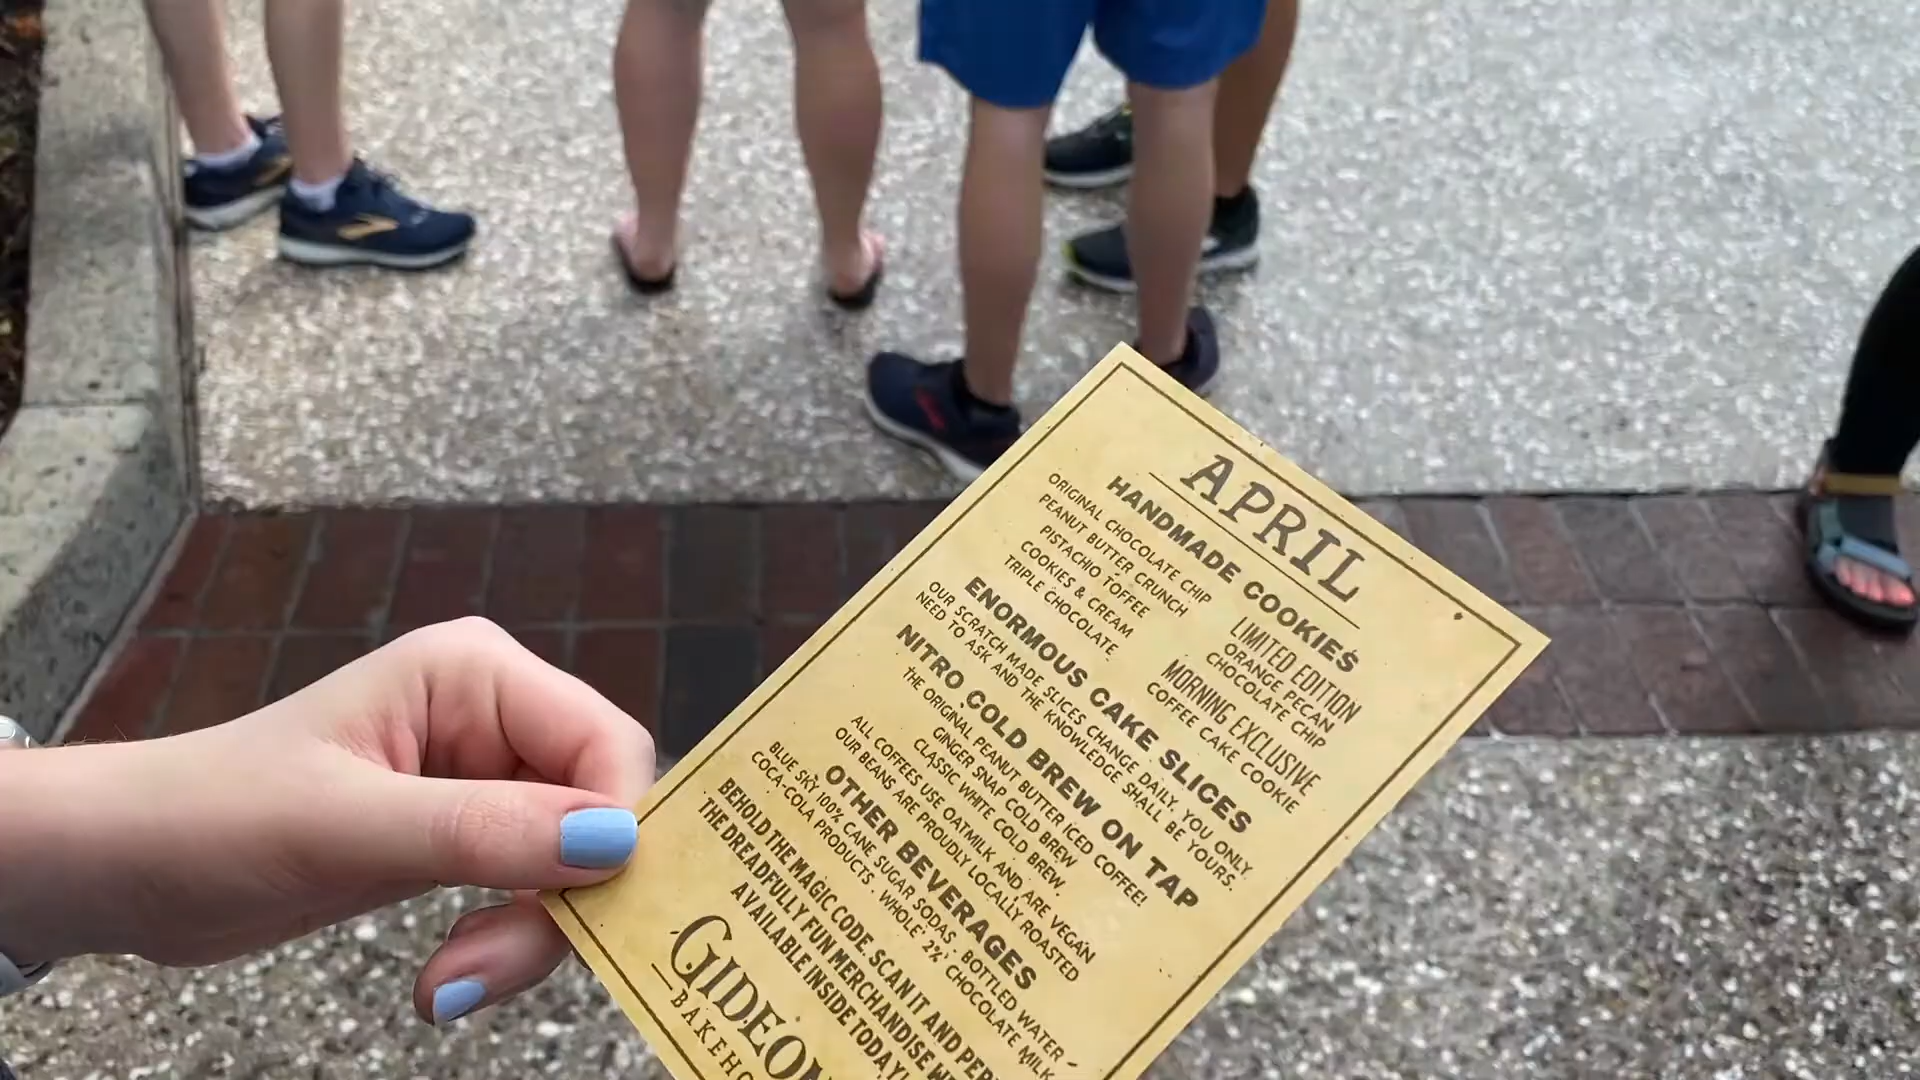 APRIL
HANDMADE COOKIES
ORIGINAL CHOCOLATE CHIP
PEANUT BUTTER CRUNCH
PISTACHIO TOFFEE
COOKIES & CREAM
TRIPLE CHOCOLATE
LIMITED EDITION
ORANGE PECAN
CHOCOLATE CHIP
MORNING EXCLUSIVE
COFFEE CAKE COOKIE
ENORMOUS CAKE SLICES
OUR SCRATCH MADE SLICES CHANGE DAILY. YOU ONLY
NEED TO ASK AND THE KNOWLEDGE SHALL BE YOURS.
NITRO COLD BREW ON TAP
THE ORIGINAL PEANUT BUTTER ICED COFFEE!
GINGER SNAP COLD BREW
CLASSIC WHITE COLD BREW.
ALL COFFEES USE OATMILK AND ARE VEGAN
OUR BEANS ARE PROUDLY LOCALLY ROASTED
OTHER BEVERAGES
BLUE SKY 100% CANE SUGAR SODAS. BOTTLED WATER
COCA-COLA PRODUCTS. WHOLE, 2%, CHOCOLATE MILK
BEHOLD THE MAGIC CODE. SCAN IT AND
THE DREADFULLY FUN MERCHANDISE
AVAILABLE INSIDE TODAY!
GIDEON